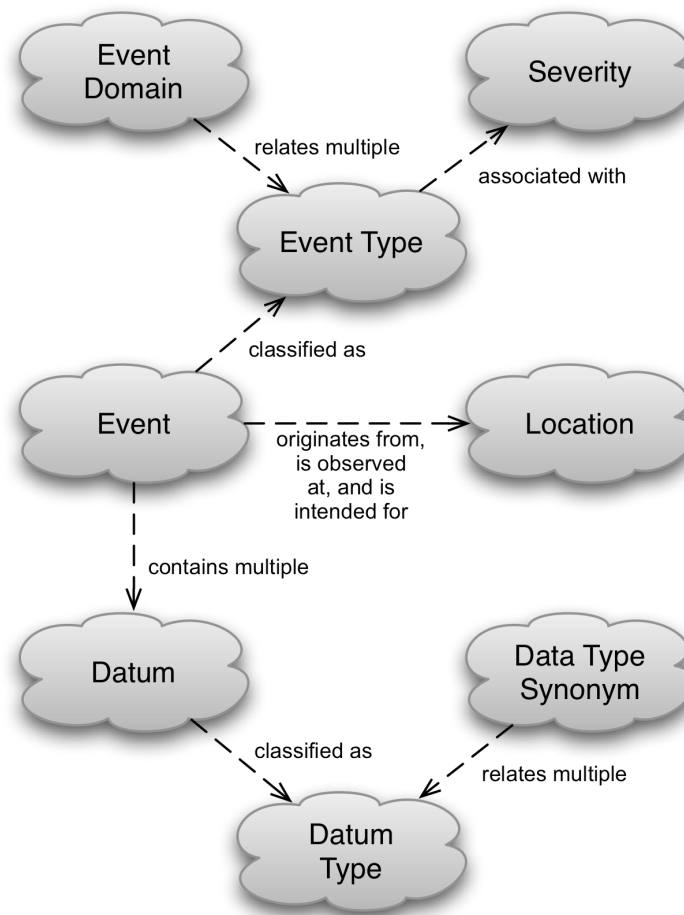 Event
Domain
Severity
relates multiple
associated with
Event Type
classified as
Event
Location
originates from,
is observed
at, and is
intended for
contains multiple
Datum
Data Type
Synonym
classified as
relates multiple
Datum
Type